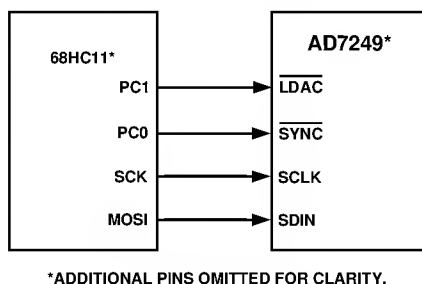 68HC11*
PC1
PC0
SCK
MOSI
AD7249*
LDAC
SYNC
SCLK
SDIN
*ADDITIONAL PINS OMITTED FOR CLARITY.